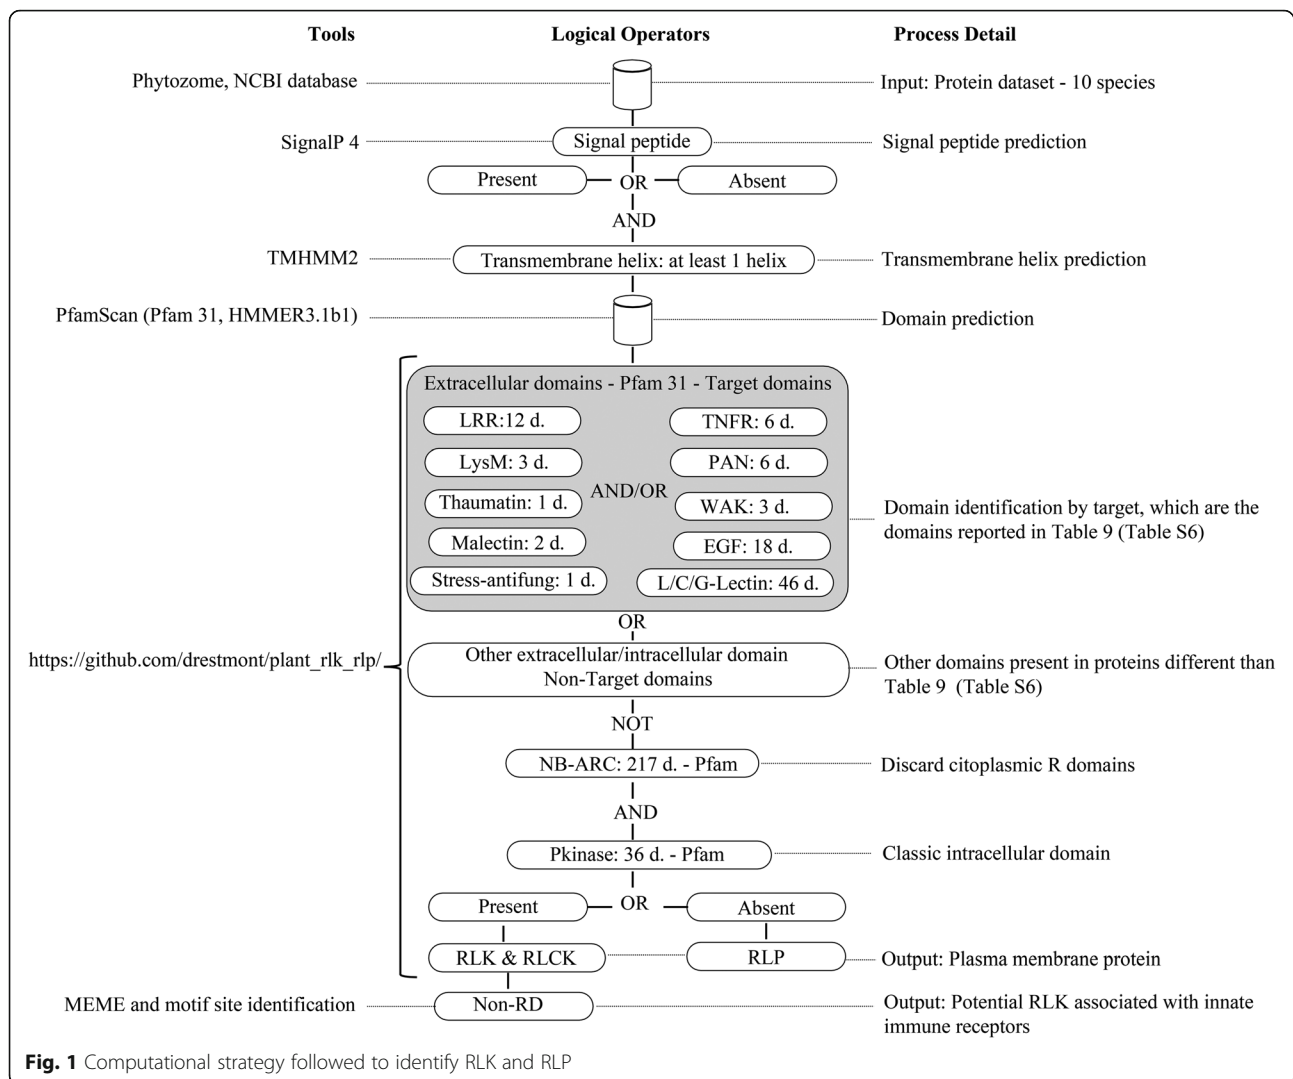 Tools Logical Operators Process Detail
Phytozome, NCBI database Input: Protein dataset - 10 species
SignalP 4 Signal peptide Signal peptide prediction
Present OR Absent
AND
TMHMM2 Transmembrane helix: at least 1 helix Transmembrane helix prediction
PfamScan (Pfam 31, HMMER3.1b1) Domain prediction
Extracellular domains - Pfam 31 - Target domains
LRR:12 d. TNFR: 6 d.
LysM: 3 d. PAN: 6 d.
AND/OR
Thaumatin: 1 d. WAK: 3 d.
Malectin: 2 d. EGF: 18 d.
Stress-antifung: 1 d. L/C/G-Lectin: 46 d.
Domain identification by target, which are the
domains reported in Table 9 (Table S6)
OR
https://github.com/drestmont/plant_rlk_rlp/
Other extracellular/intracellular domain
Non-Target domains
Other domains present in proteins different than
Table 9 (Table S6)
NOT
NB-ARC: 217 d. - Pfam Discard citoplasmic R domains
AND
Pkinase: 36 d. - Pfam Classic intracellular domain
Present OR Absent
RLK & RLCK RLP Output: Plasma membrane protein
MEME and motif site identification Non-RD Output: Potential RLK associated with innate
immune receptors
Fig. 1 Computational strategy followed to identify RLK and RLP